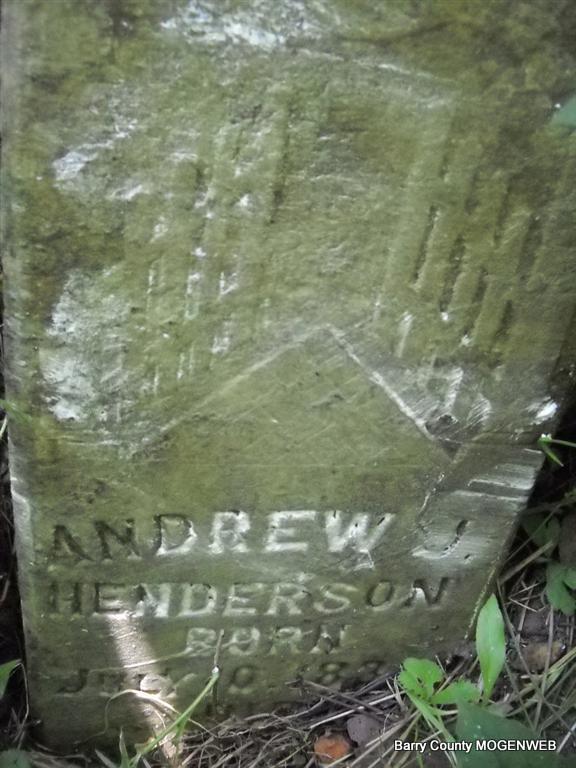 ANDREW J
HENDERSON
BORN
Barry County MOGENWEB